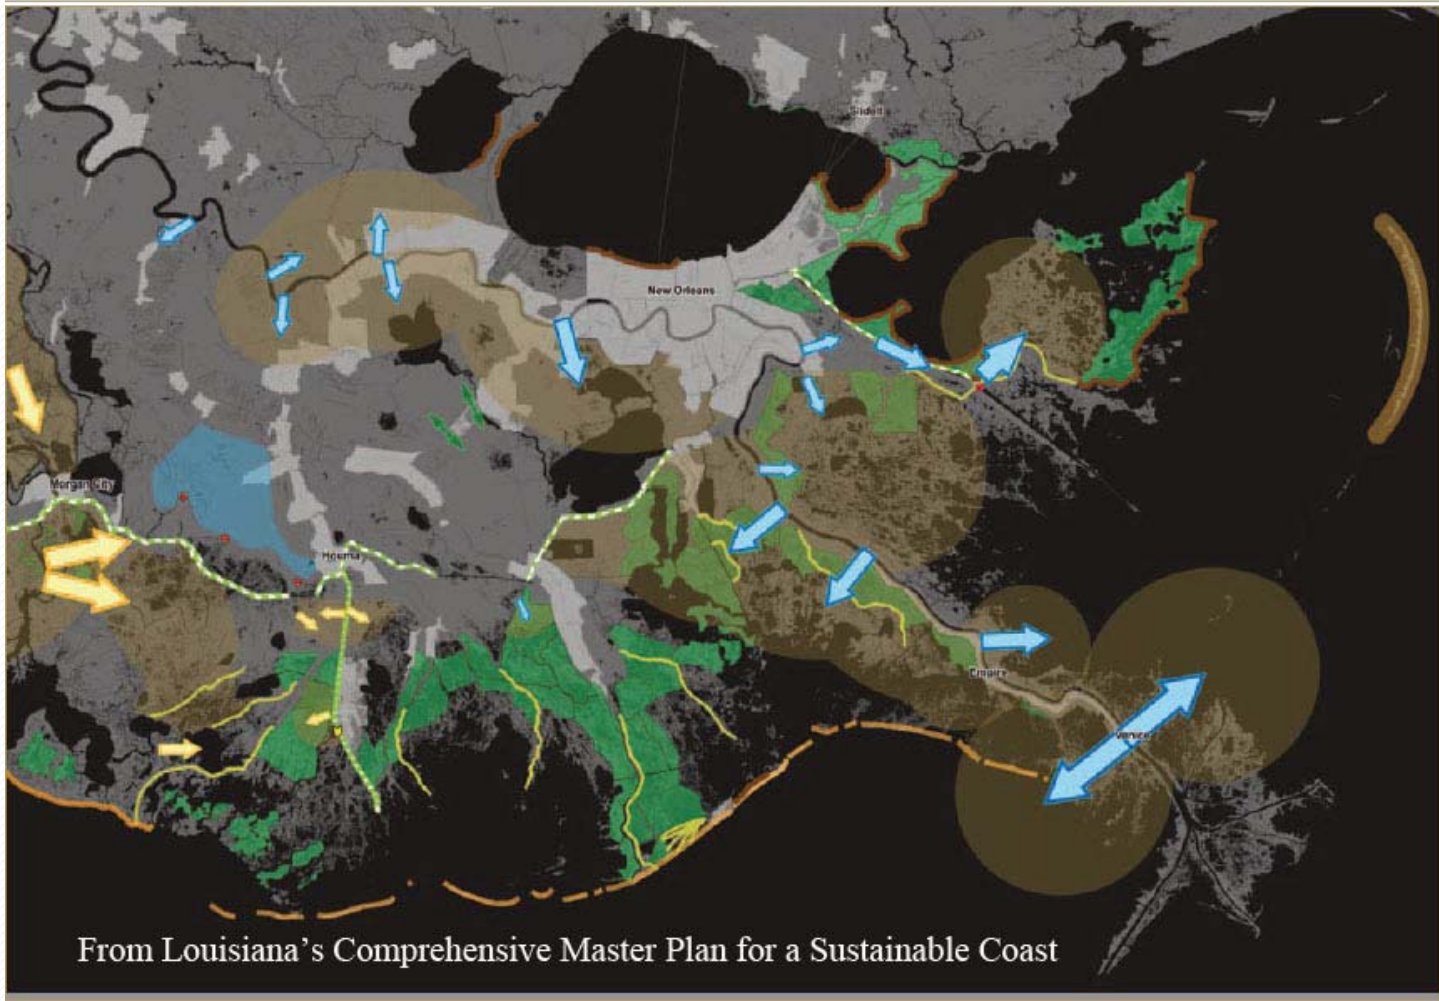 Slidell
New Orleans
Morgan City
Houma
Empire
Venice
From Louisiana’s Comprehensive Master Plan for a Sustainable Coast